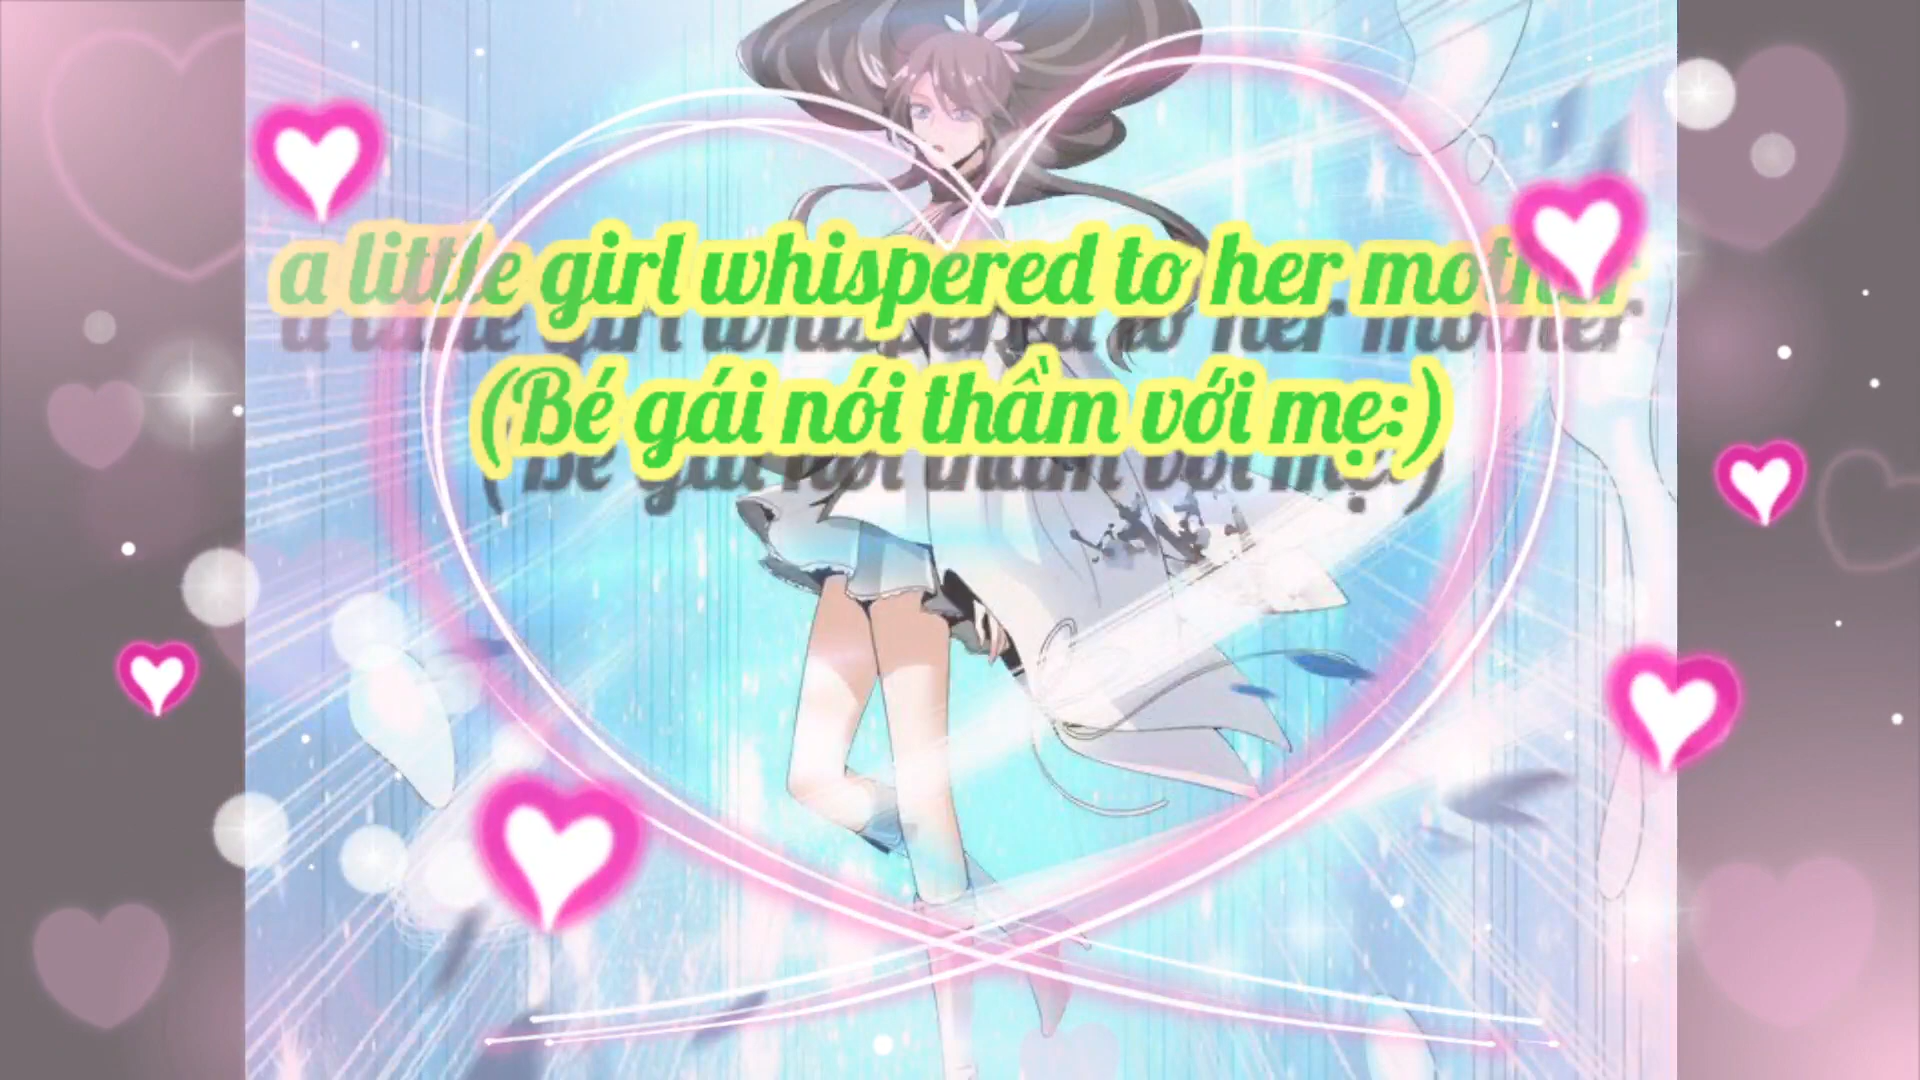 a little girl whispered to her mother
(Bé gái nói thầm với mẹ:)